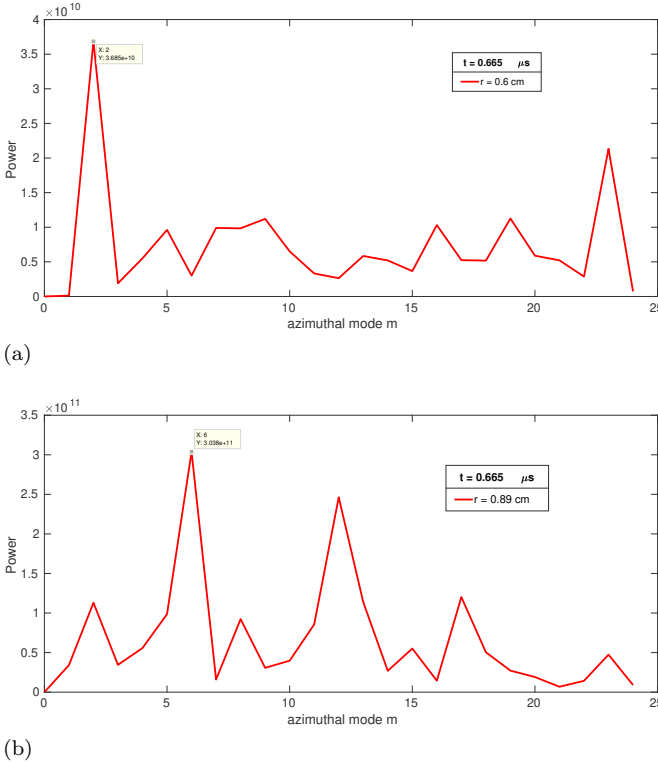 ×10^10
4
3.5
3
2.5
2
1.5
1
0.5
0
Power
X: 2
Y: 3.685e+10
t = 0.665 μs
r = 0.6 cm
0 5 10 15 20 25
azimuthal mode m
(a)
×10^11
3.5
3
2.5
2
1.5
1
0.5
0
Power
X: 6
Y: 3.038e+11
t = 0.665 μs
r = 0.89 cm
0 5 10 15 20 25
azimuthal mode m
(b)